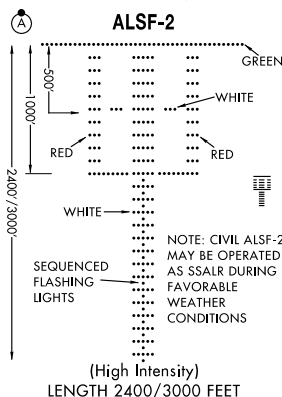 A
ALSF-2
GREEN
500'
1000'
WHITE
RED
RED
2400'/3000'
WHITE
SEQUENCED
FLASHING
LIGHTS
NOTE: CIVIL ALSF-2
MAY BE OPERATED
AS SSALR DURING
FAVORABLE
WEATHER
CONDITIONS
(High Intensity)
LENGTH 2400/3000 FEET